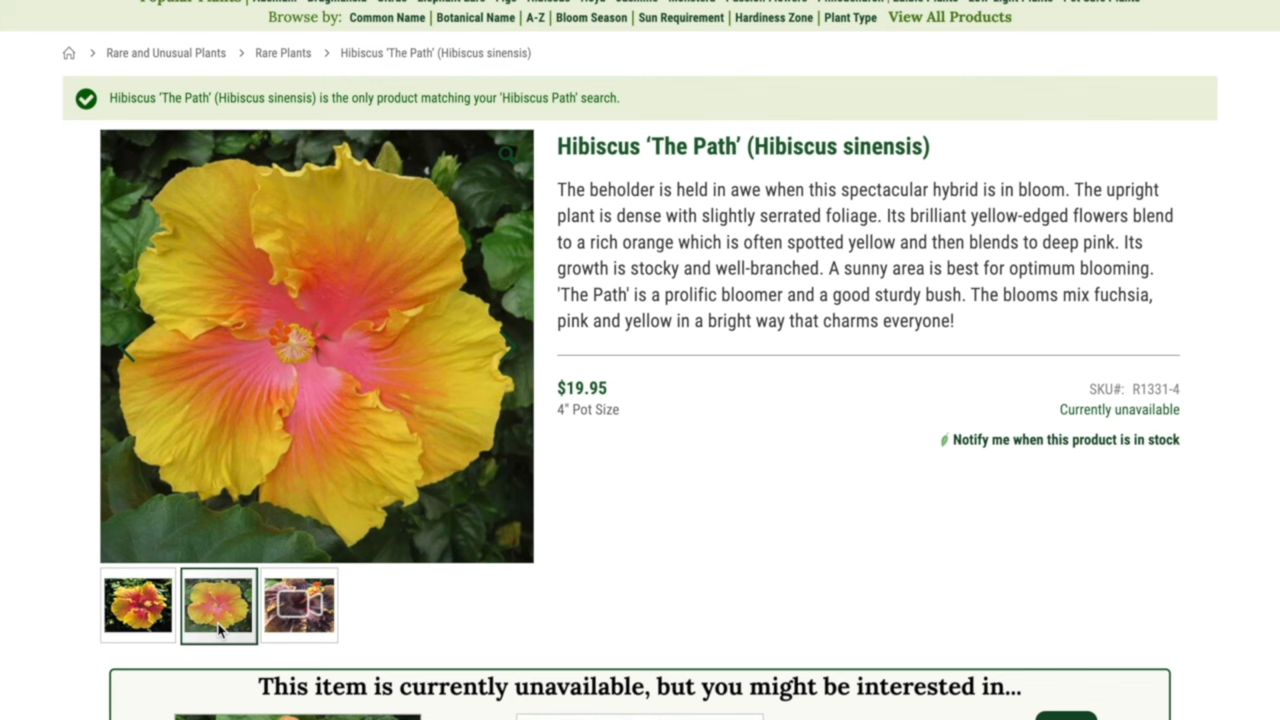 Browse by: Common Name | Botanical Name | A-Z | Bloom Season | Sun Requirement | Hardiness Zone | Plant Type View All Products
Rare and Unusual Plants > Rare Plants > Hibiscus ‘The Path’ (Hibiscus sinensis)
Hibiscus ‘The Path’ (Hibiscus sinensis) is the only product matching your ‘Hibiscus Path’ search.
Hibiscus ‘The Path’ (Hibiscus sinensis)
The beholder is held in awe when this spectacular hybrid is in bloom. The upright
plant is dense with slightly serrated foliage. Its brilliant yellow-edged flowers blend
to a rich orange which is often spotted yellow and then blends to deep pink. Its
growth is stocky and well-branched. A sunny area is best for optimum blooming.
'The Path' is a prolific bloomer and a good sturdy bush. The blooms mix fuchsia,
pink and yellow in a bright way that charms everyone!
$19.95
SKU#: R1331-4
4" Pot Size
Currently unavailable
Notify me when this product is in stock
This item is currently unavailable, but you might be interested in...